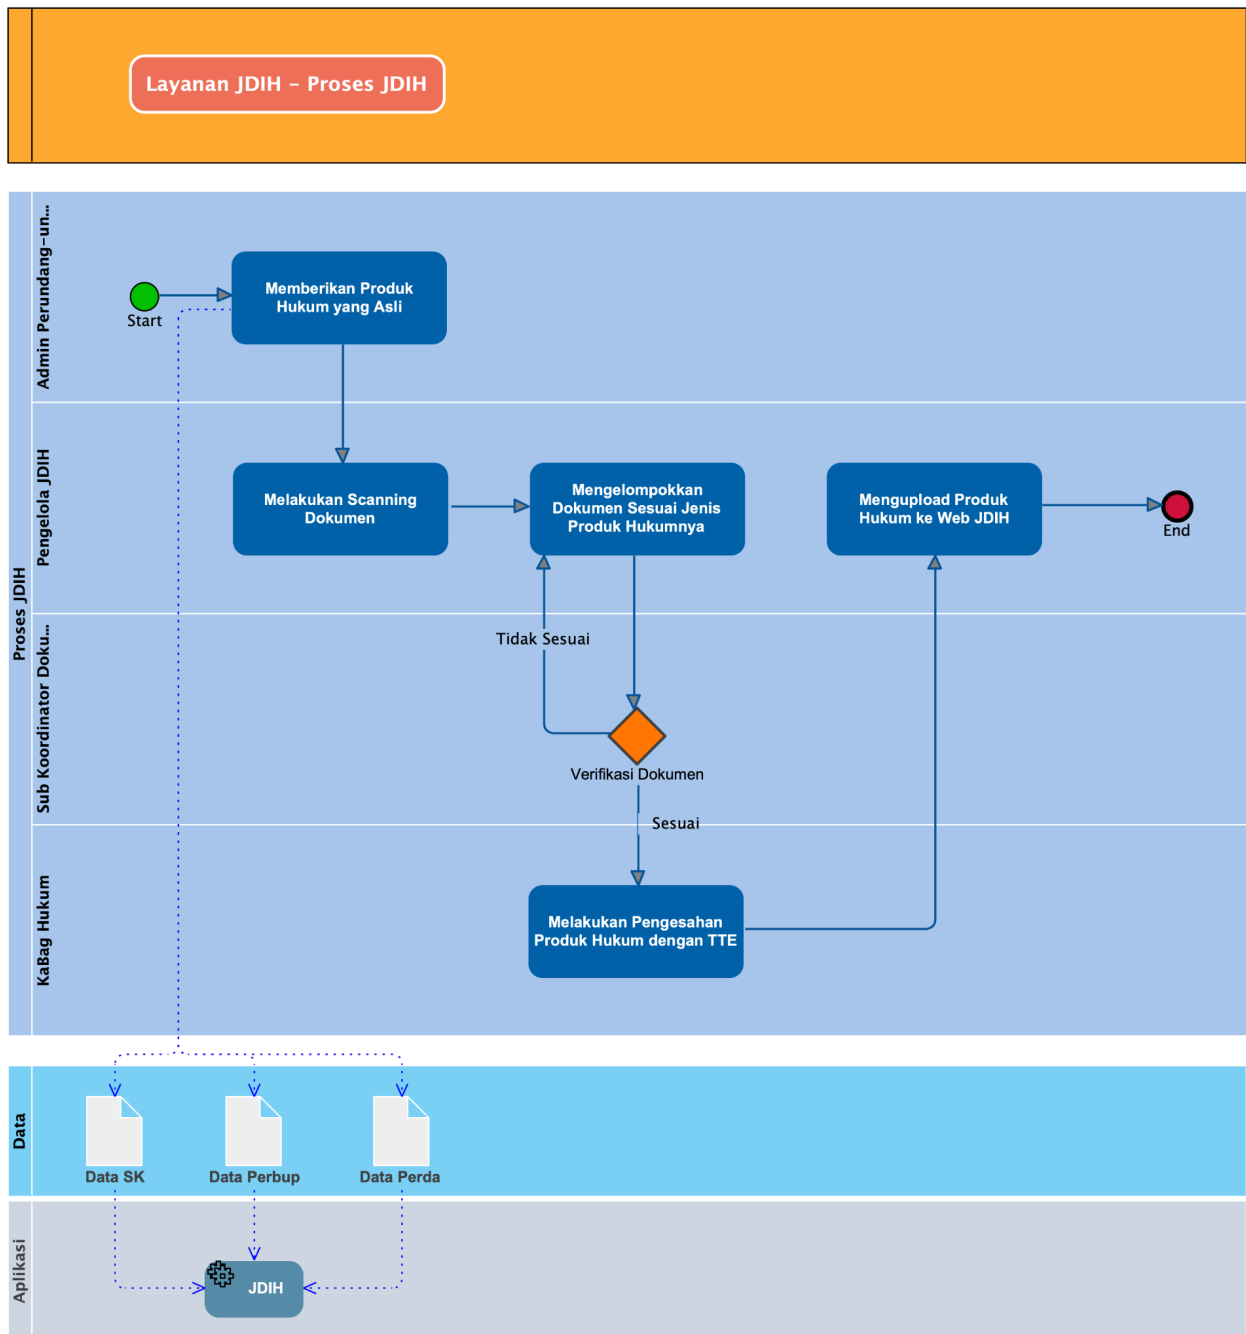 Layanan JDIH - Proses JDIH
Proses JDIH
Admin Perundang-un...
Start
Memberikan Produk
Hukum yang Asli
Pengelola JDIH
Melakukan Scanning
Dokumen
Mengelompokkan
Dokumen Sesuai Jenis
Produk Hukumnya
Mengupload Produk
Hukum ke Web JDIH
End
Sub Koordinator Doku...
Tidak Sesuai
Verifikasi Dokumen
Sesuai
KaBag Hukum
Melakukan Pengesahan
Produk Hukum dengan TTE
Data
Data SK
Data Perbup
Data Perda
Aplikasi
JDIH